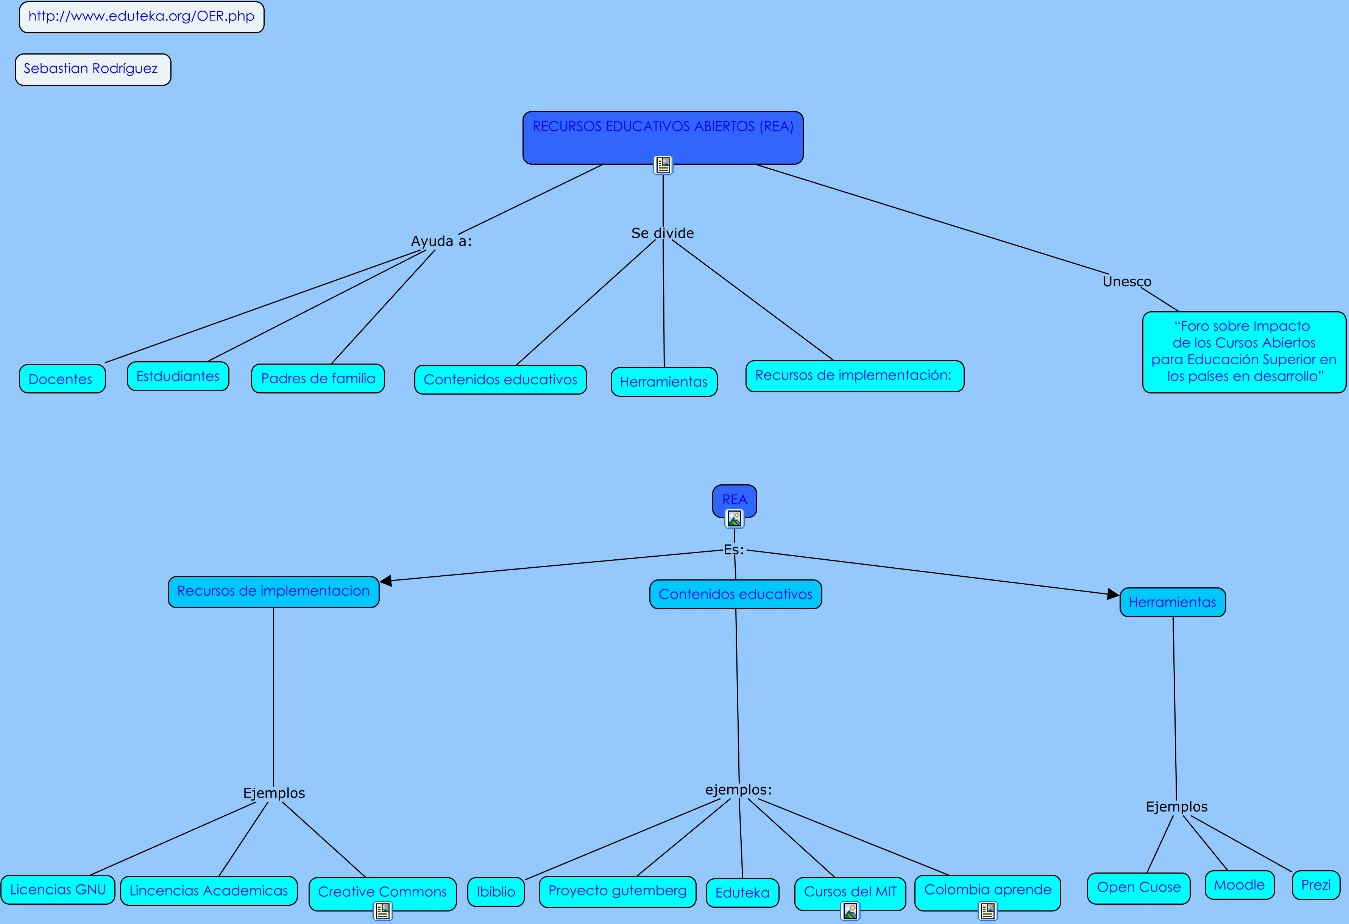 http://www.eduteka.org/OER.php
Sebastian Rodríguez
RECURSOS EDUCATIVOS ABIERTOS (REA)
Ayuda a:
Se divide
Unesco
Docentes
Estdudiantes
Padres de familia
Contenidos educativos
Herramientas
Recursos de implementación:
“Foro sobre Impacto
de los Cursos Abiertos
para Educación Superior en
los países en desarrollo”
REA
Es:
Recursos de implementacion
Contenidos educativos
Herramientas
Ejemplos
ejemplos:
Ejemplos
Licencias GNU
Lincencias Academicas
Creative Commons
Ibiblio
Proyecto gutemberg
Eduteka
Cursos del MIT
Colombia aprende
Open Cuose
Moodle
Prezi